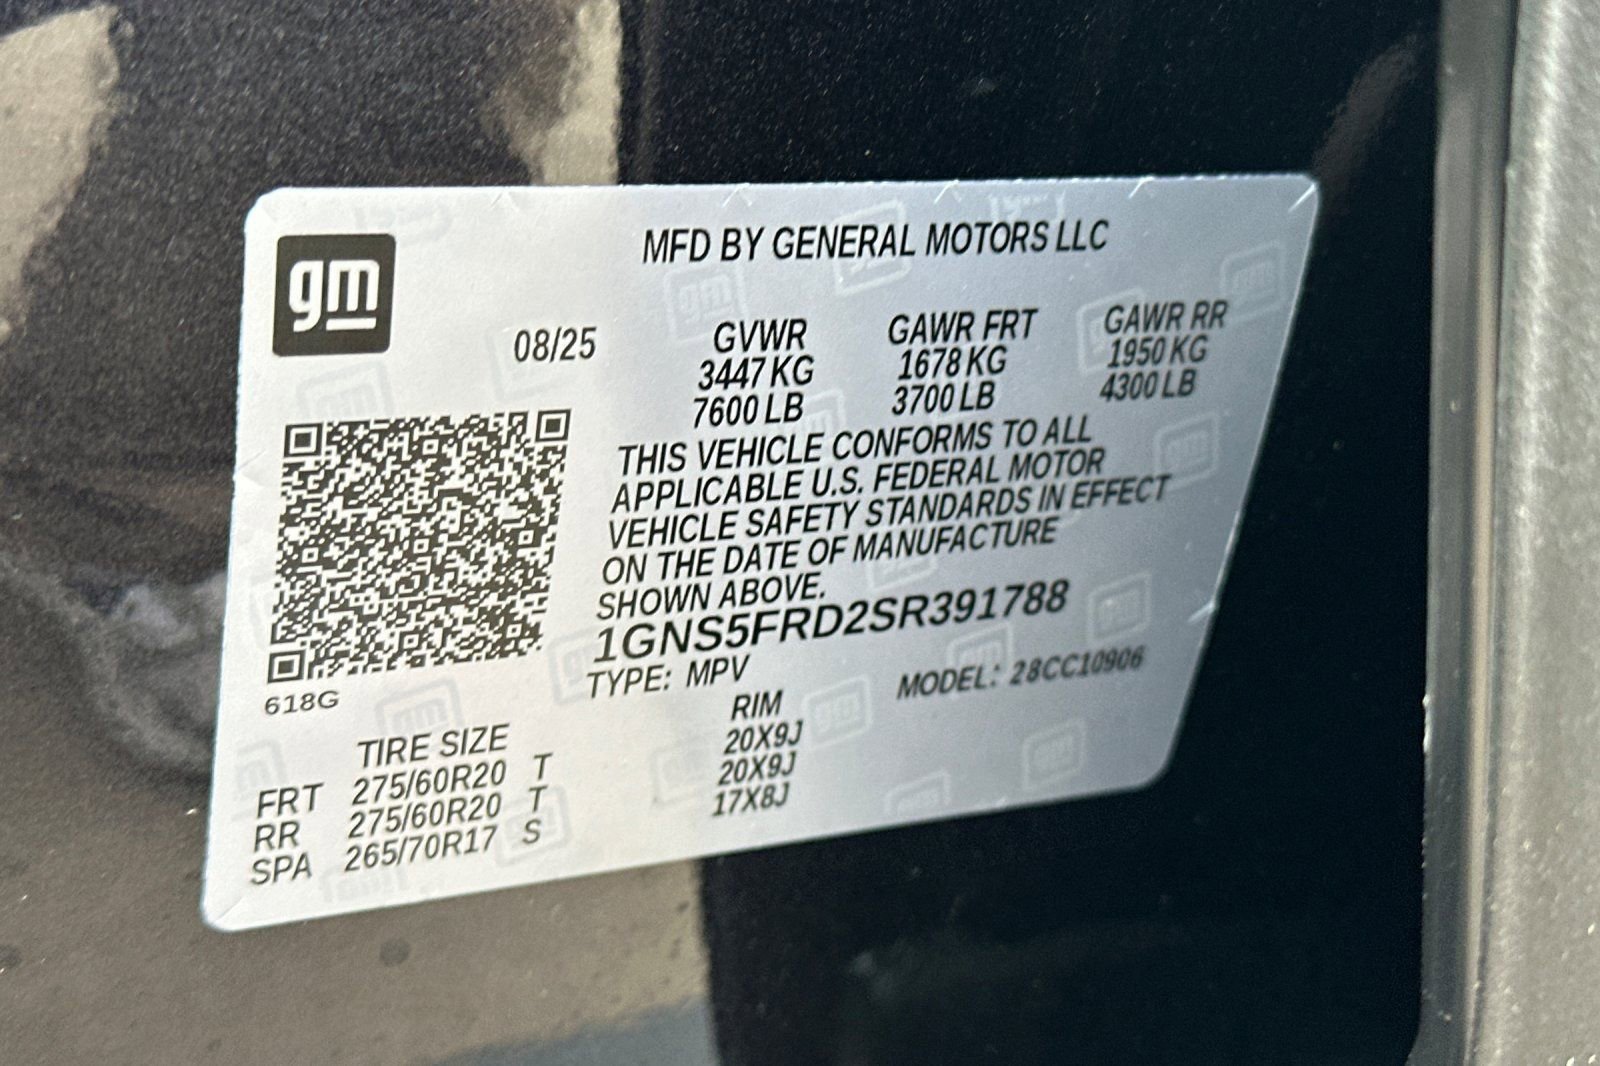 gm
MFD BY GENERAL MOTORS LLC
08/25 GVWR GAWR FRT GAWR RR
3447 KG 1678 KG 1950 KG
7600 LB 3700 LB 4300 LB
THIS VEHICLE CONFORMS TO ALL
APPLICABLE U.S. FEDERAL MOTOR
VEHICLE SAFETY STANDARDS IN EFFECT
ON THE DATE OF MANUFACTURE
SHOWN ABOVE.
1GNS5FRD2SR391788
TYPE: MPV MODEL: 28CC10906
618G
TIRE SIZE RIM
FRT 275/60R20 T 20X9J
RR 275/60R20 T 20X9J
SPA 265/70R17 S 17X8J